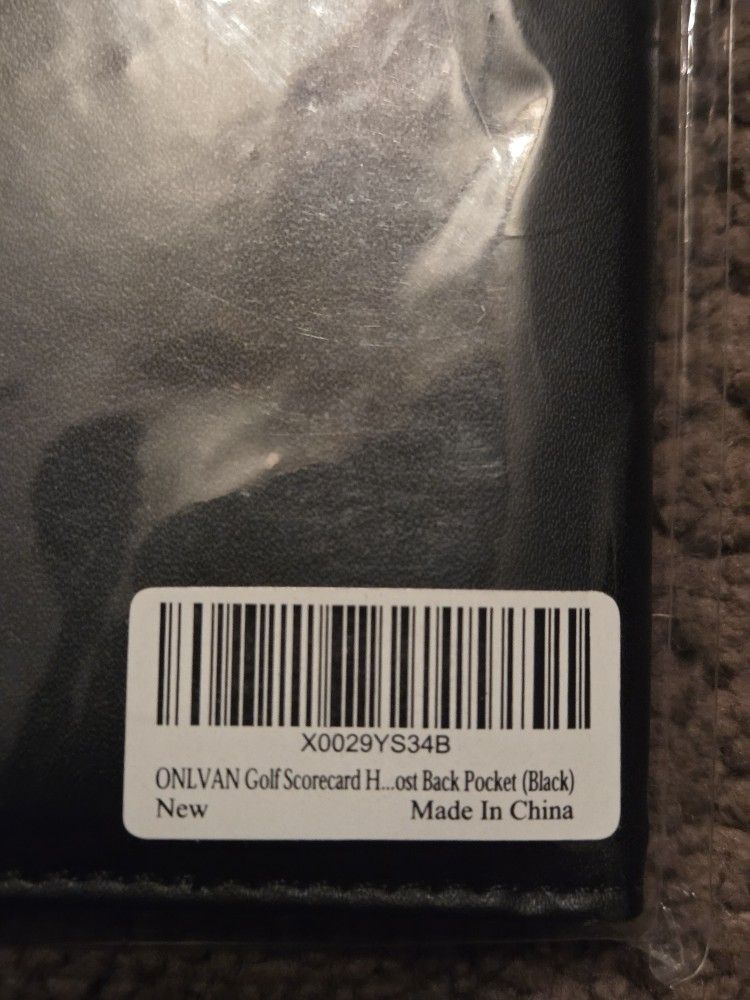 X0029YS34B
ONLVAN Golf Scorecard H...ost Back Pocket (Black)
New Made In China